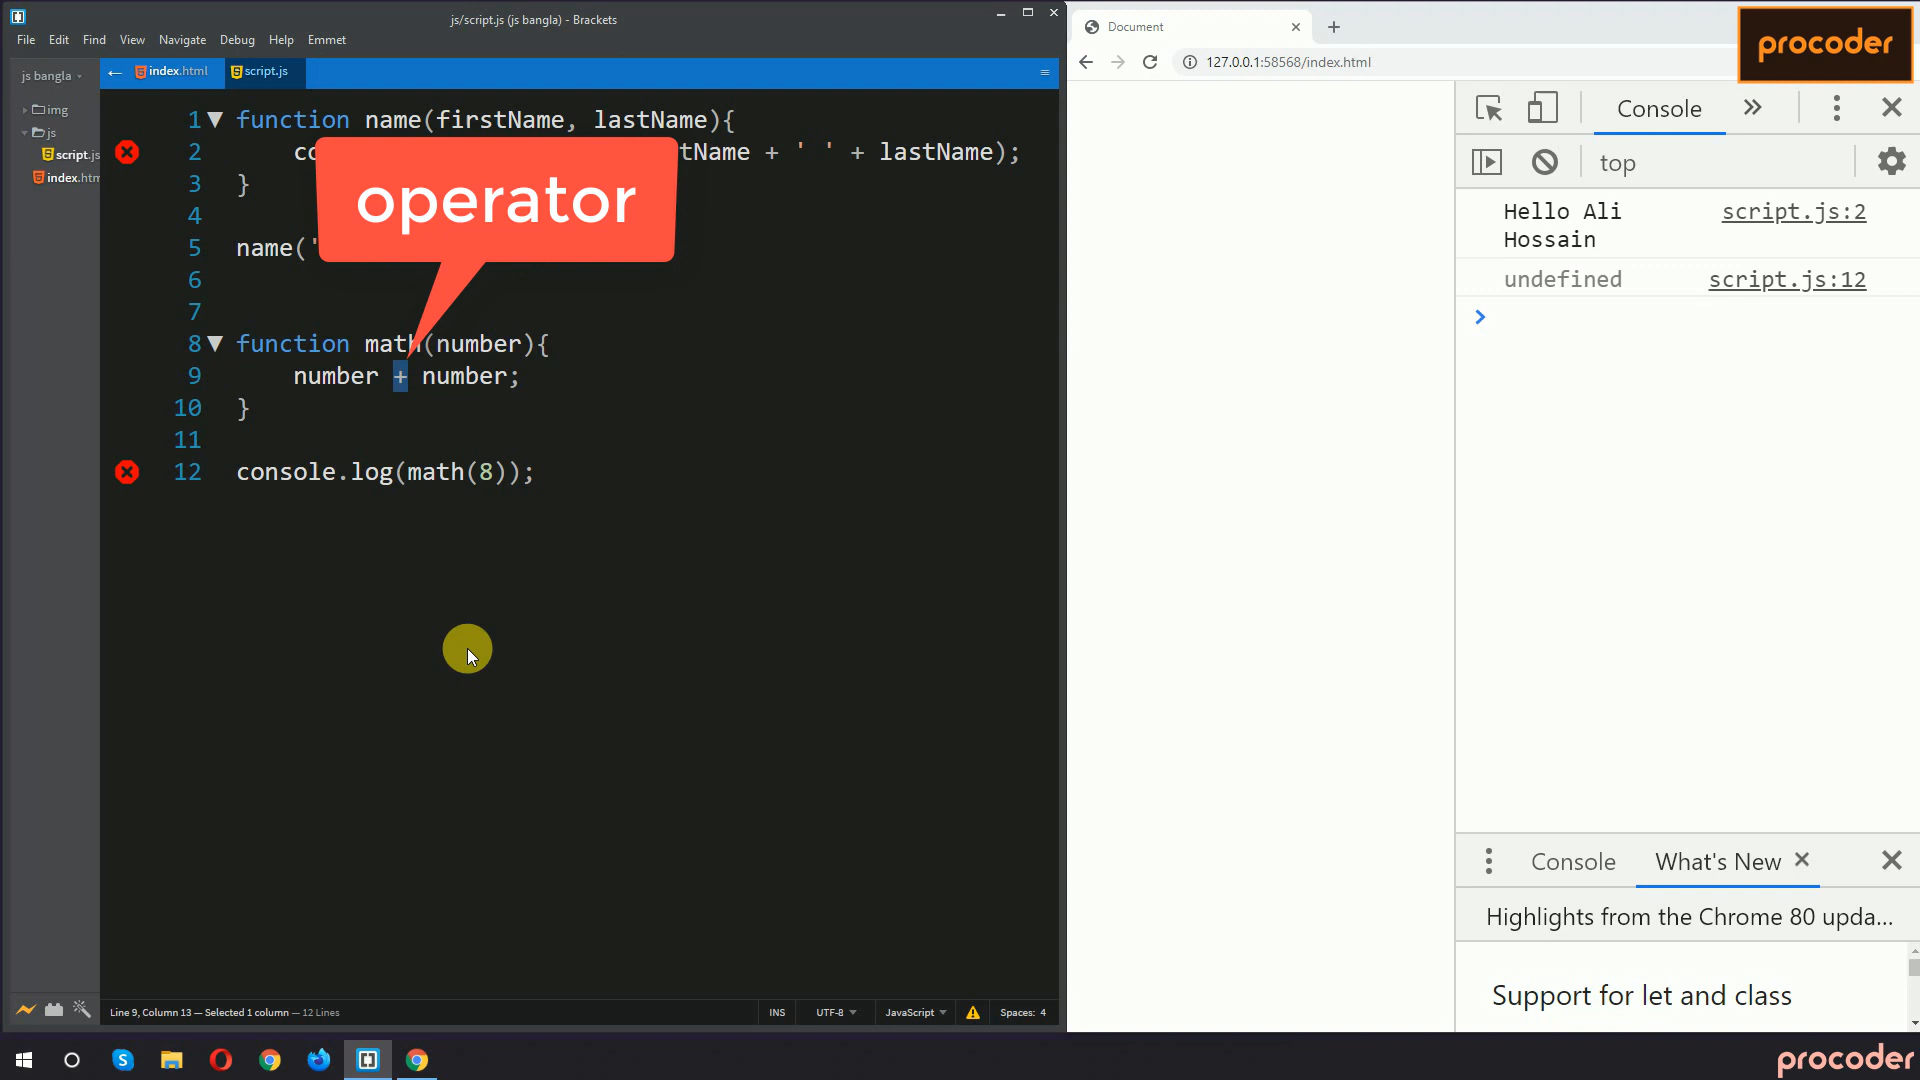 js/script.js (js bangla) - Brackets
File Edit Find View Navigate Debug Help Emmet
js bangla
img
js
script.js
index.htm
index.html script.js
1 function name(firstName, lastName){
2 tName + ' ' + lastName);
3 }
4
5 name('
6
7
8 function math(number){
9 number + number;
10 }
11
12 console.log(math(8));
operator
Line 9, Column 13 — Selected 1 column — 12 Lines
INS UTF-8 JavaScript Spaces: 4
Document
127.0.0.1:58568/index.html
procoder
Console
top
Hello Ali script.js:2
Hossain
undefined script.js:12
Console What's New
Highlights from the Chrome 80 upda...
Support for let and class
procoder